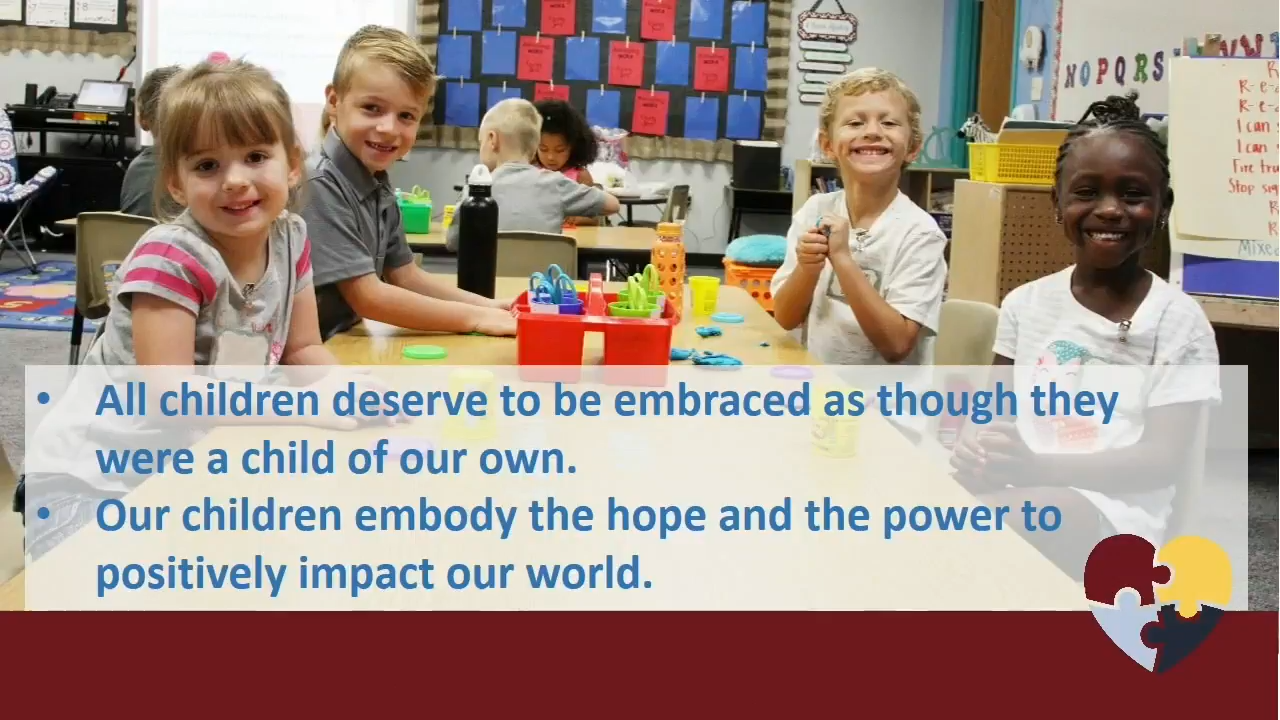 N O P Q R S
R
R-e-
R-e-
I can
I can
Fire tru
Stop sig
R
R
R
Mixed
• All children deserve to be embraced as though they
were a child of our own.
• Our children embody the hope and the power to
positively impact our world.